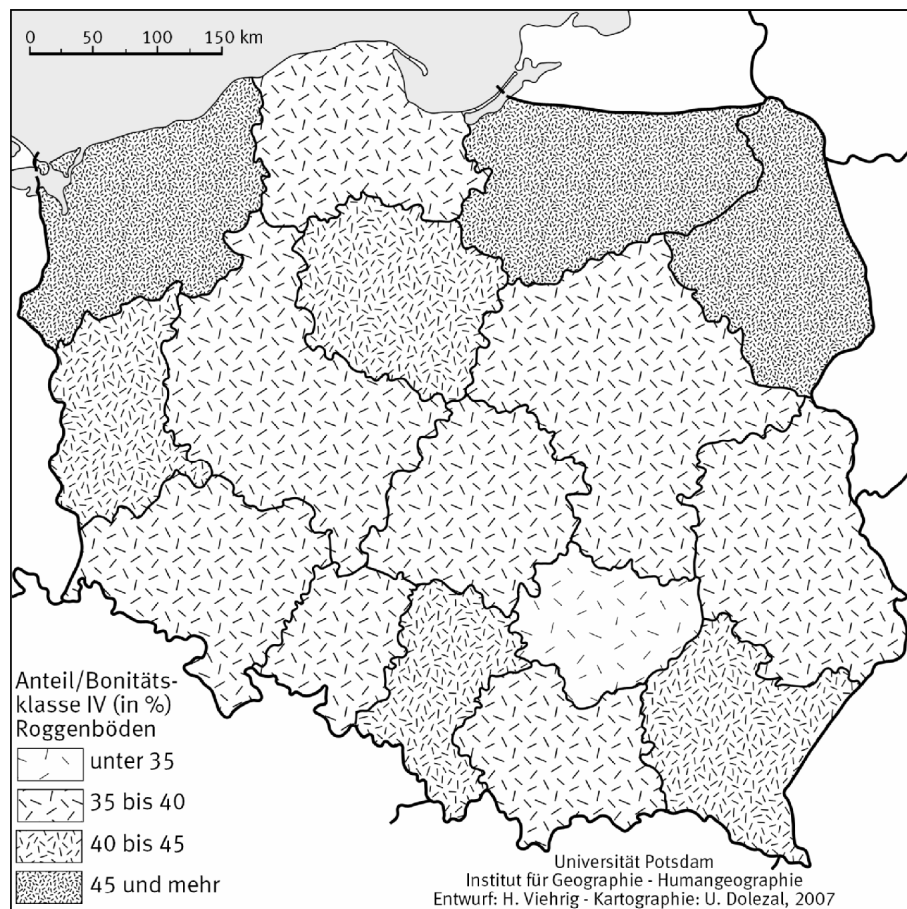 0 50 100 150 km
Anteil/Bonitäts-
klasse IV (in %)
Roggenböden
unter 35
35 bis 40
40 bis 45
45 und mehr
Universität Potsdam
Institut für Geographie - Humangeographie
Entwurf: H. Viehrig - Kartographie: U. Dolezal, 2007